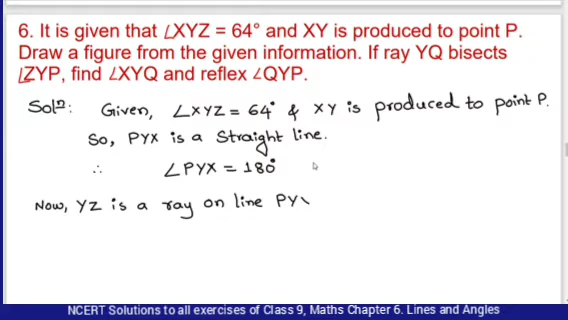 6. It is given that ∠XYZ = 64° and XY is produced to point P.
Draw a figure from the given information. If ray YQ bisects
∠ZYP, find ∠XYQ and reflex ∠QYP.
Solⁿ: Given, ∠XYZ = 64° & XY is produced to point P.
So, PYX is a straight line.
∴ ∠PYX = 180°
Now, YZ is a ray on line PY\
NCERT Solutions to all exercises of Class 9, Maths Chapter 6. Lines and Angles